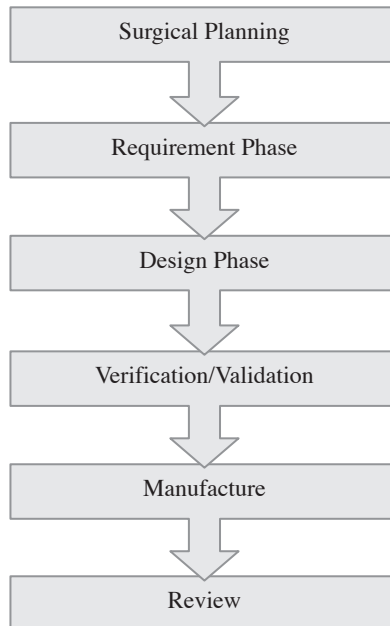 Surgical Planning
Requirement Phase
Design Phase
Verification/Validation
Manufacture
Review